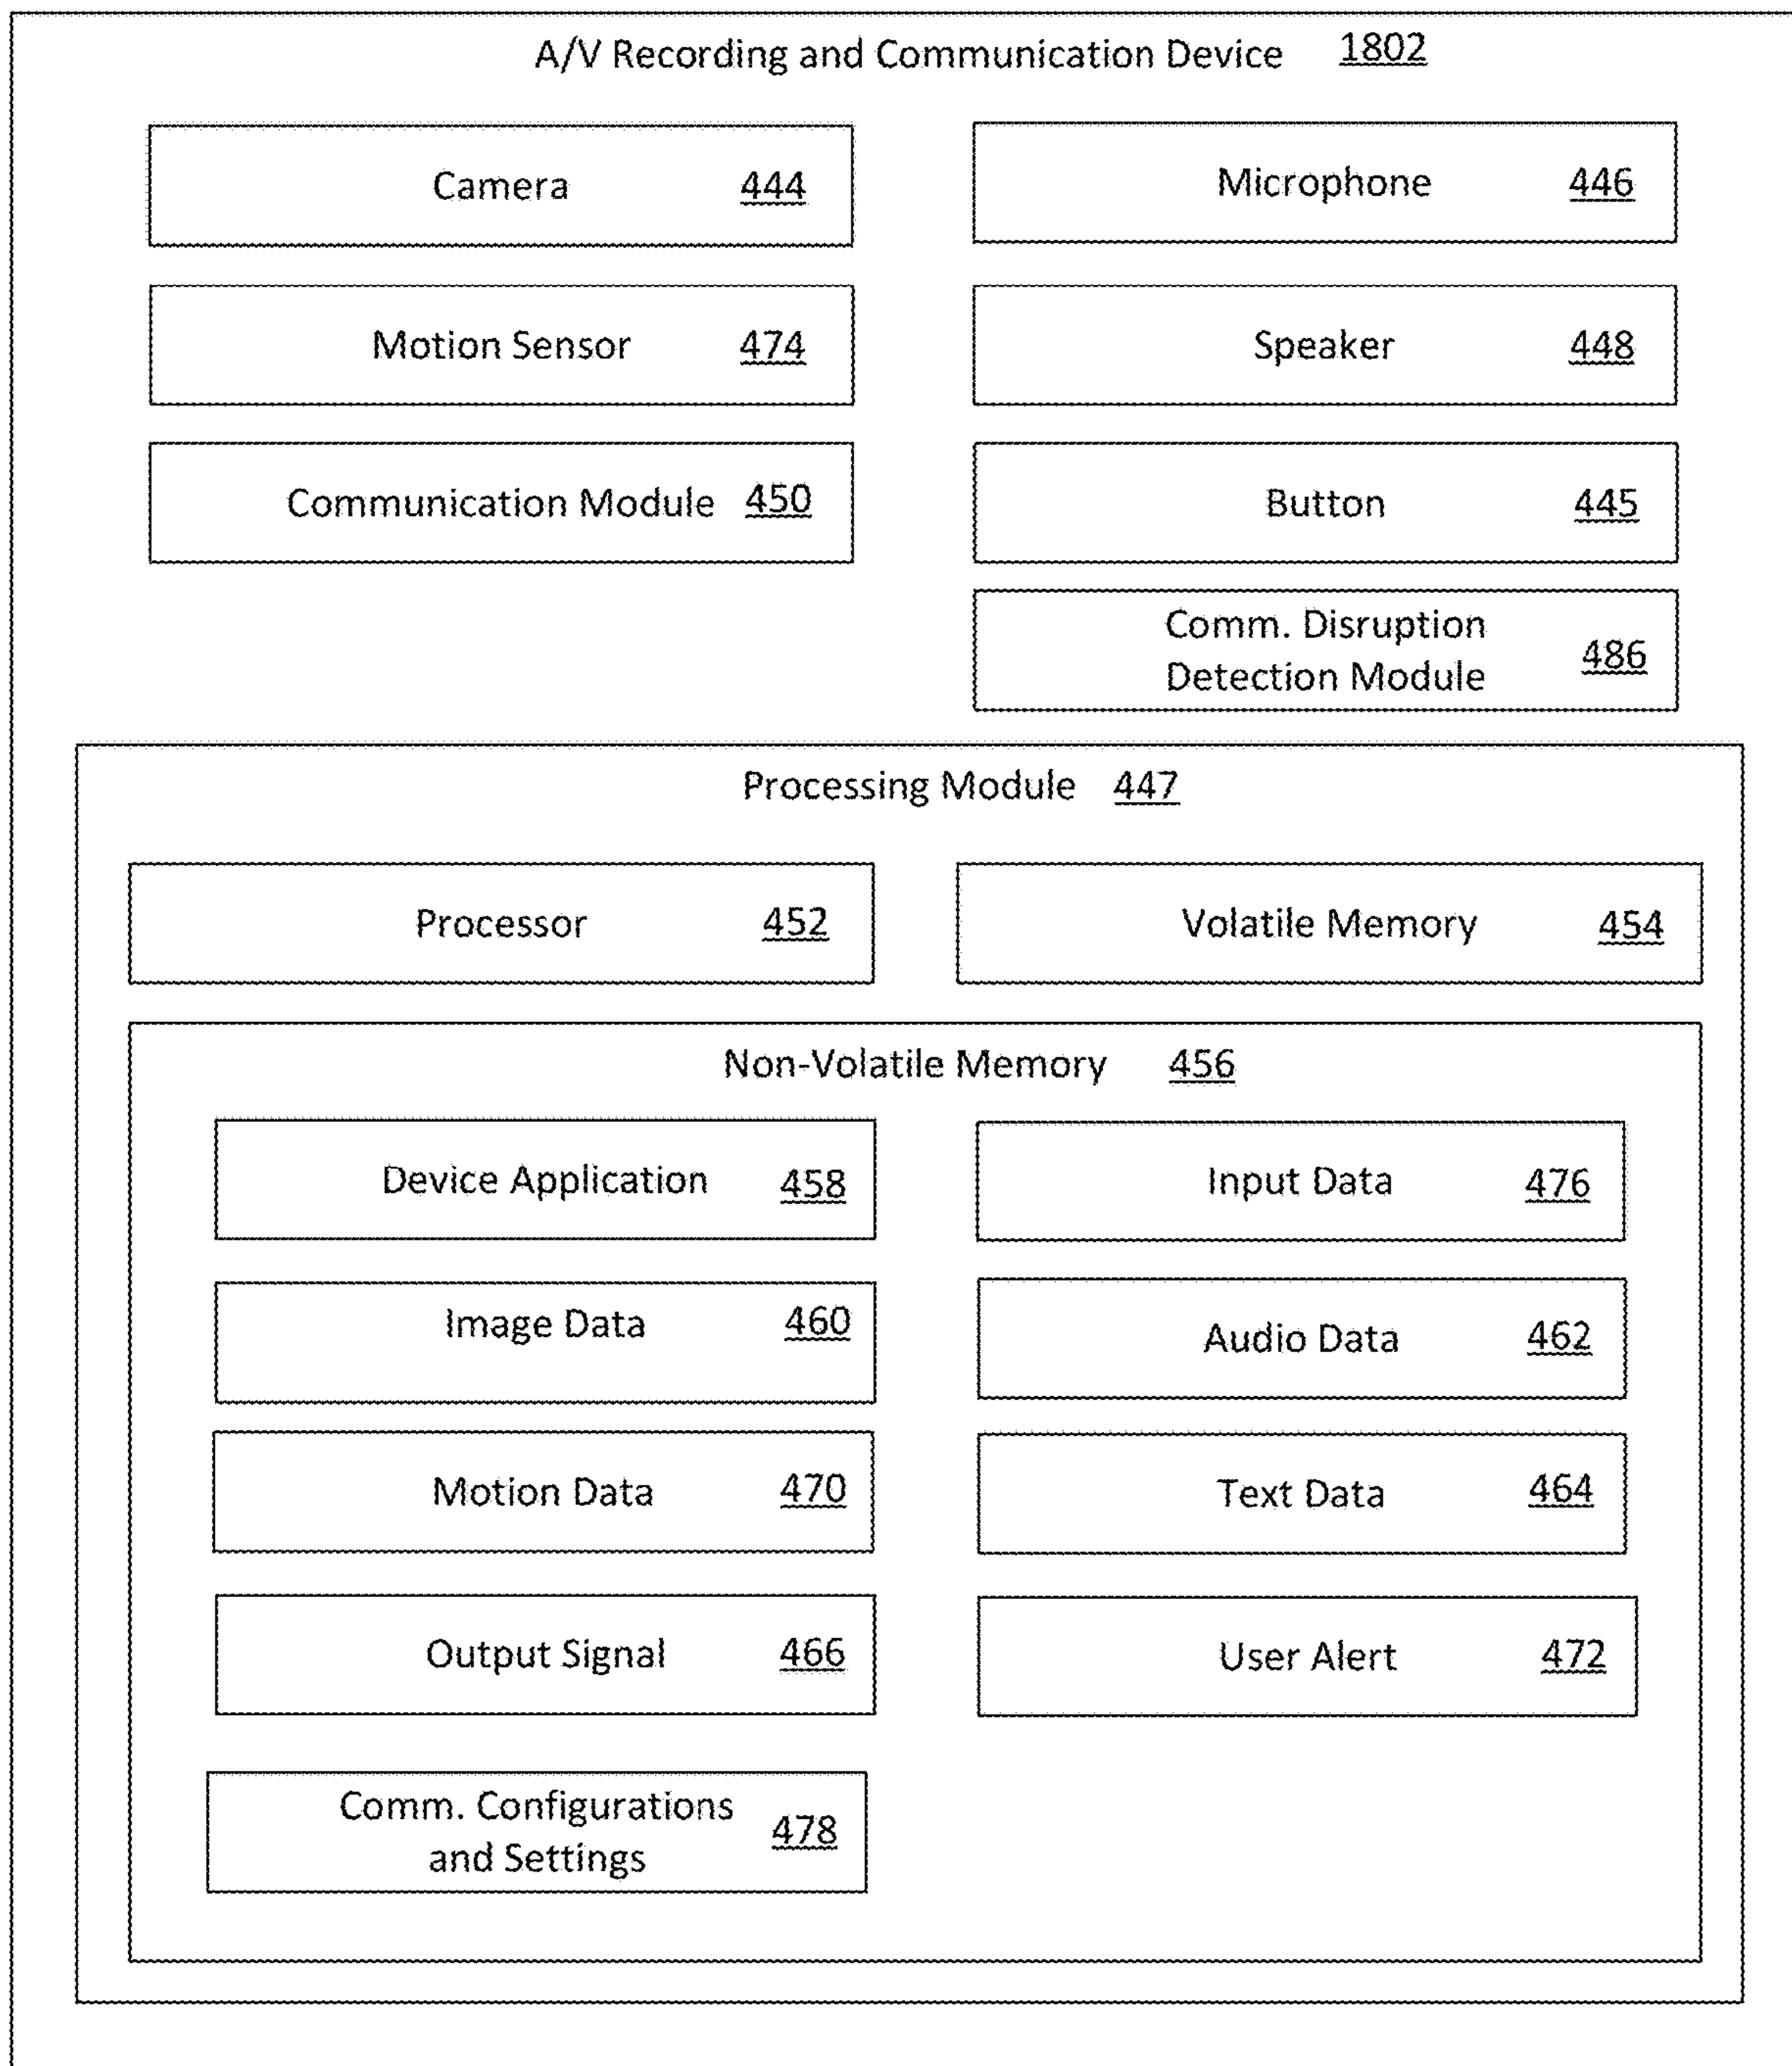 A/V Recording and Communication Device 1802
Camera 444
Microphone 446
Motion Sensor 474
Speaker 448
Communication Module 450
Button 445
Comm. Disruption
Detection Module 486
Processing Module 447
Processor 452
Volatile Memory 454
Non-Volatile Memory 456
Device Application 458
Input Data 476
Image Data 460
Audio Data 462
Motion Data 470
Text Data 464
Output Signal 466
User Alert 472
Comm. Configurations
and Settings 478